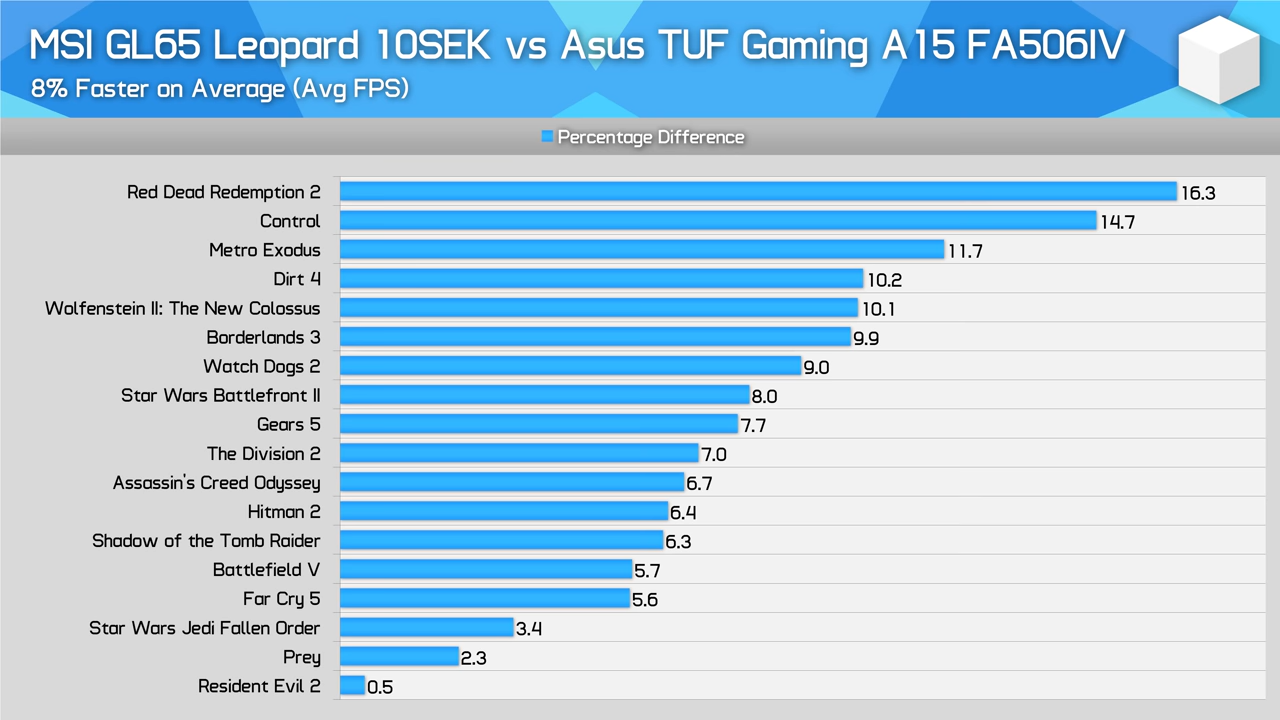 MSI GL65 Leopard 10SEK vs Asus TUF Gaming A15 FA506IV
8% Faster on Average (Avg FPS)
Percentage Difference
Red Dead Redemption 2 16.3
Control 14.7
Metro Exodus 11.7
Dirt 4 10.2
Wolfenstein II: The New Colossus 10.1
Borderlands 3 9.9
Watch Dogs 2 9.0
Star Wars Battlefront II 8.0
Gears 5 7.7
The Division 2 7.0
Assassin's Creed Odyssey 6.7
Hitman 2 6.4
Shadow of the Tomb Raider 6.3
Battlefield V 5.7
Far Cry 5 5.6
Star Wars Jedi Fallen Order 3.4
Prey 2.3
Resident Evil 2 0.5